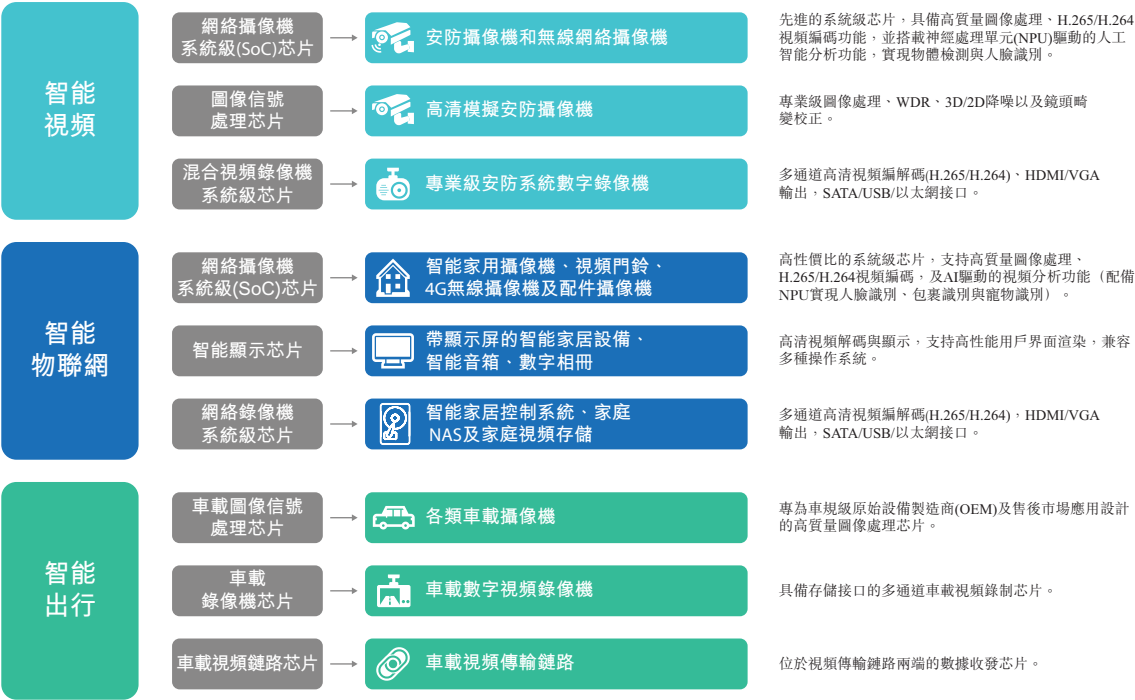 智能
視頻
網絡攝像機
系統級(SoC)芯片
安防攝像機和無線網絡攝像機
先進的系統級芯片，具備高質量圖像處理、H.265/H.264
視頻編碼功能，並搭載神經處理單元(NPU)驅動的人工
智能分析功能，實現物體檢測與人臉識別。
圖像信號
處理芯片
高清模擬安防攝像機
專業級圖像處理、WDR、3D/2D降噪以及鏡頭畸
變校正。
混合視頻錄像機
系統級芯片
專業級安防系統數字錄像機
多通道高清視頻編解碼(H.265/H.264)、HDMI/VGA
輸出，SATA/USB/以太網接口。
智能
物聯網
網絡攝像機
系統級(SoC)芯片
智能家用攝像機、視頻門鈴、
4G無線攝像機及配件攝像機
高性價比的系統級芯片，支持高質量圖像處理、
H.265/H.264視頻編碼，及AI驅動的視頻分析功能（配備
NPU實現人臉識別、包裹識別與寵物識別）。
智能顯示芯片
帶顯示屏的智能家居設備、
智能音箱、數字相冊
高清視頻解碼與顯示，支持高性能用戶界面渲染，兼容
多種操作系統。
網絡錄像機
系統級芯片
智能家居控制系統、家庭
NAS及家庭視頻存儲
多通道高清視頻編解碼(H.265/H.264)，HDMI/VGA
輸出，SATA/USB/以太網接口。
智能
出行
車載圖像信號
處理芯片
各類車載攝像機
專為車規級原始設備製造商(OEM)及售後市場應用設計
的高質量圖像處理芯片。
車載
錄像機芯片
車載數字視頻錄像機
具備存儲接口的多通道車載視頻錄制芯片。
車載視頻鏈路芯片
車載視頻傳輸鏈路
位於視頻傳輸鏈路兩端的數據收發芯片。